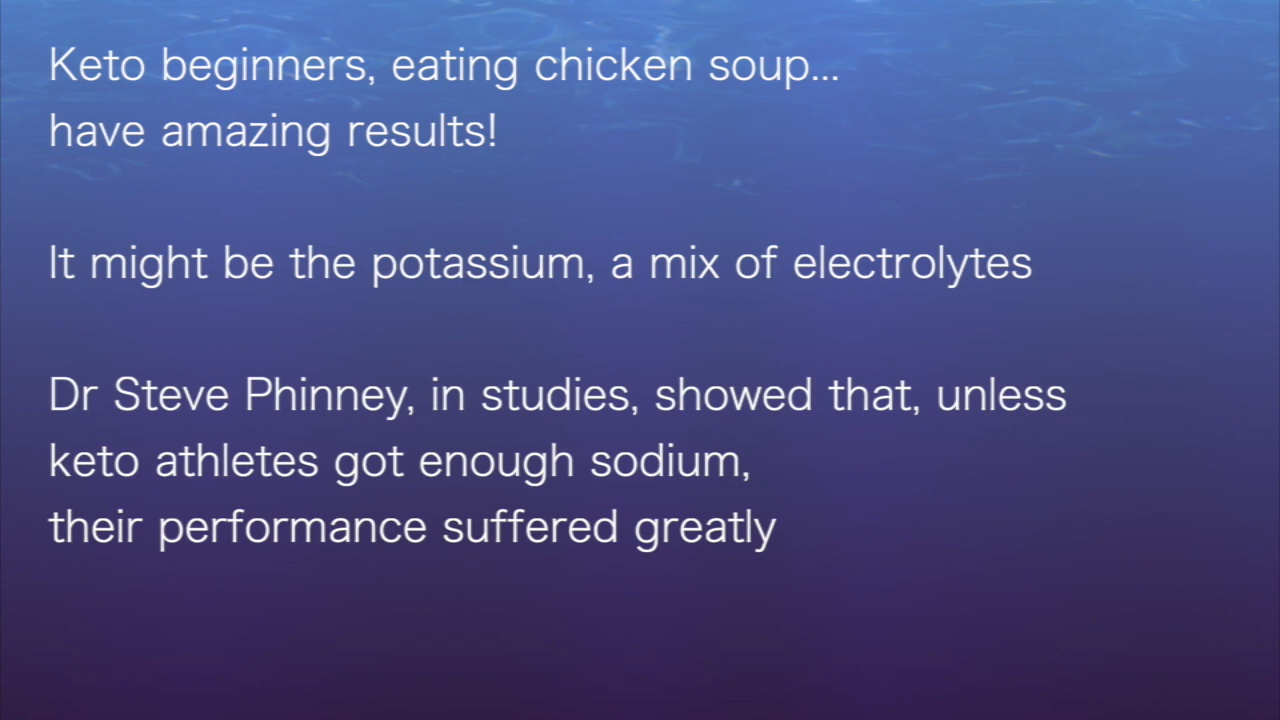 Keto beginners, eating chicken soup...
have amazing results!
It might be the potassium, a mix of electrolytes
Dr Steve Phinney, in studies, showed that, unless
keto athletes got enough sodium,
their performance suffered greatly